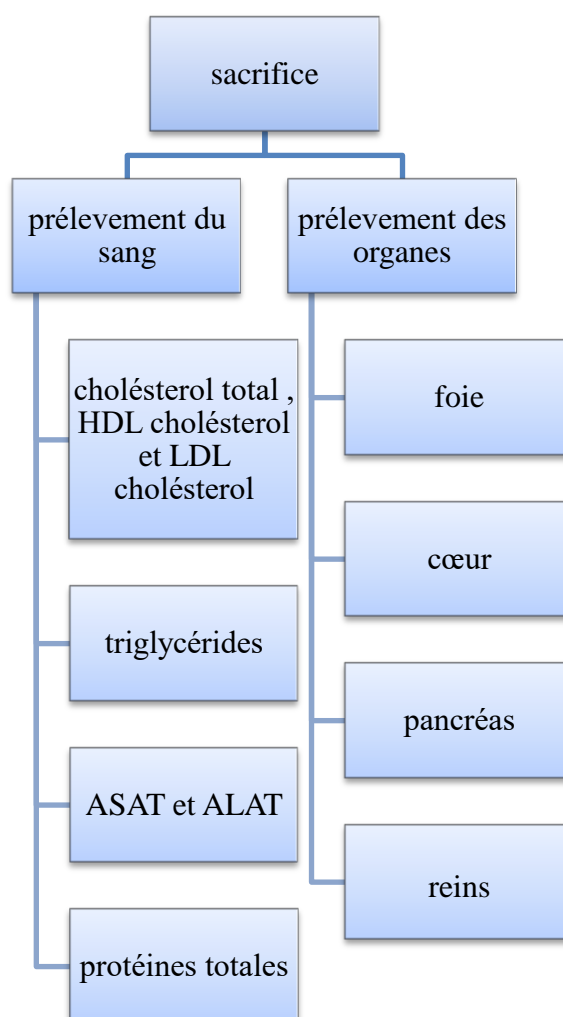 sacrifice
prélevement du
sang
cholésterol total ,
HDL cholésterol
et LDL
cholésterol
triglycérides
ASAT et ALAT
protéines totales
prélevement des
organes
foie
cœur
pancréas
reins